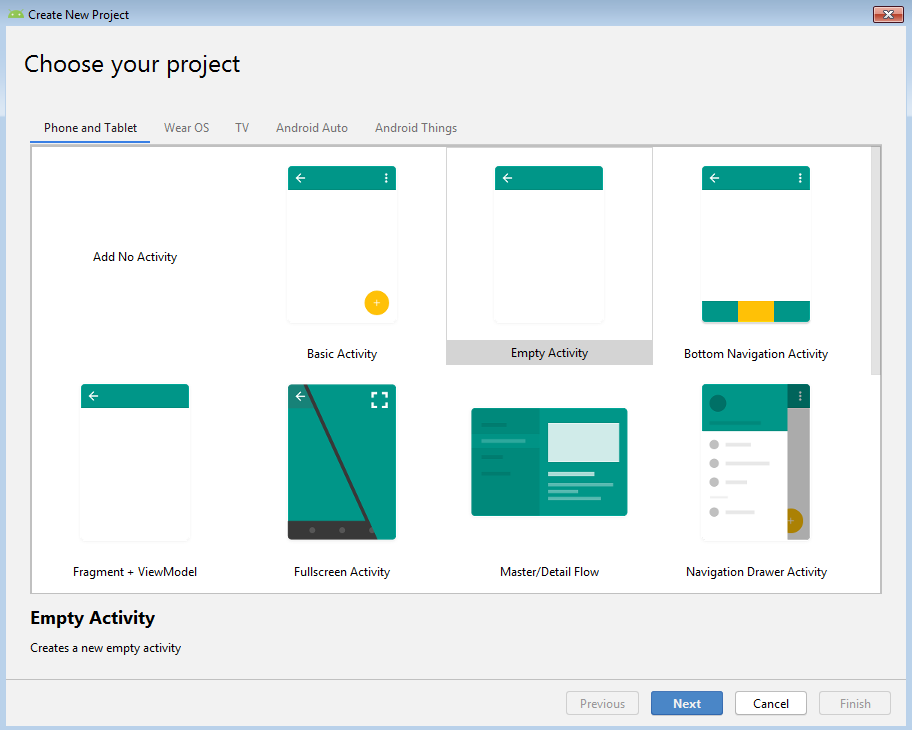 Create New Project
Choose your project
Phone and Tablet Wear OS TV Android Auto Android Things
Add No Activity
Basic Activity Empty Activity Bottom Navigation Activity
Fragment + ViewModel Fullscreen Activity Master/Detail Flow Navigation Drawer Activity
Empty Activity
Creates a new empty activity
Previous Next Cancel Finish